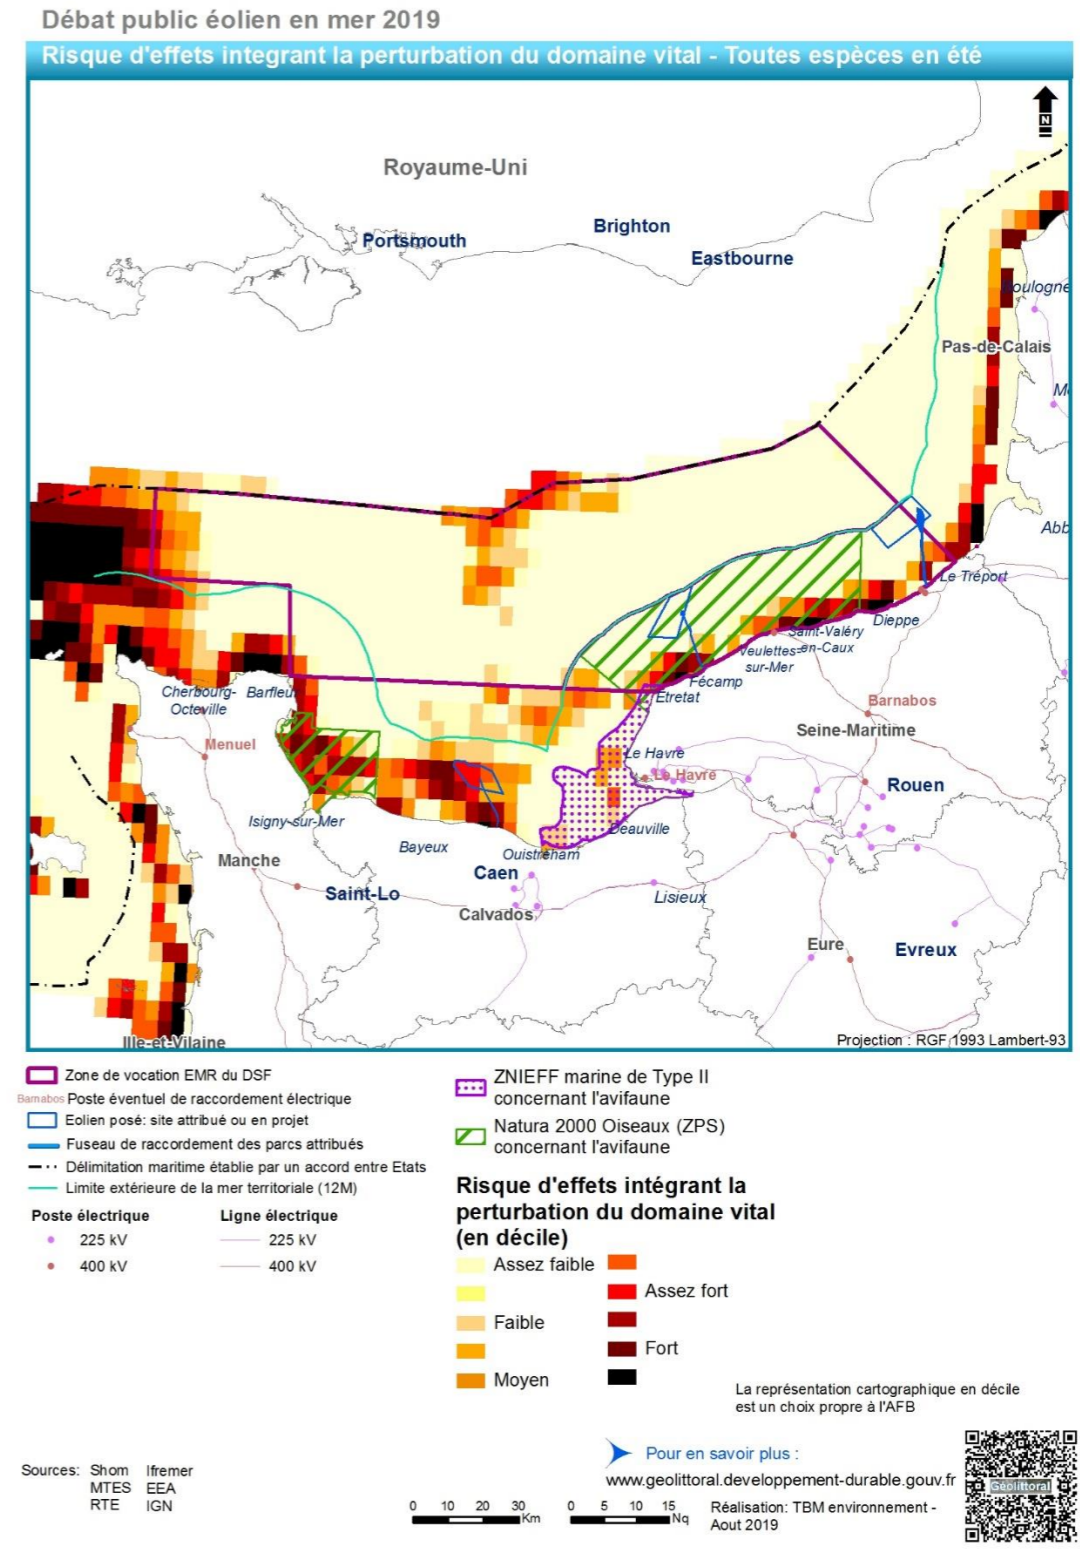 Débat public éolien en mer 2019
Risque d'effets integrant la perturbation du domaine vital - Toutes espèces en été
N
Royaume-Uni
Portsmouth
Brighton
Eastbourne
Boulogne
Pas-de-Calais
M
Abb
Le Tréport
Dieppe
Saint-Valéry
en-Caux
Veulettes-
sur-Mer
Fécamp
Etretat
Barnabos
Seine-Maritime
Cherbourg-
Octeville
Barfleur
Menuel
Le Havre
Le Havre
Rouen
Isigny-sur-Mer
Bayeux
Deauville
Ouistreham
Manche
Caen
Saint-Lo
Calvados
Lisieux
Eure
Evreux
Ille-et-Vilaine
Projection : RGF 1993 Lambert-93
Zone de vocation EMR du DSF
Barnabos Poste éventuel de raccordement électrique
Eolien posé: site attribué ou en projet
Fuseau de raccordement des parcs attribués
Délimitation maritime établie par un accord entre Etats
Limite extérieure de la mer territoriale (12M)
Poste électrique
225 kV
400 kV
Ligne électrique
225 kV
400 kV
ZNIEFF marine de Type II
concernant l'avifaune
Natura 2000 Oiseaux (ZPS)
concernant l'avifaune
Risque d'effets intégrant la
perturbation du domaine vital
(en décile)
Assez faible
Faible
Moyen
Assez fort
Fort
La représentation cartographique en décile
est un choix propre à l'AFB
Pour en savoir plus :
www.geolittoral.developpement-durable.gouv.fr
Géolittoral
Sources: Shom Ifremer
MTES EEA
RTE IGN
0 10 20 30
Km
0 5 10 15
Nq
Réalisation: TBM environnement -
Aout 2019